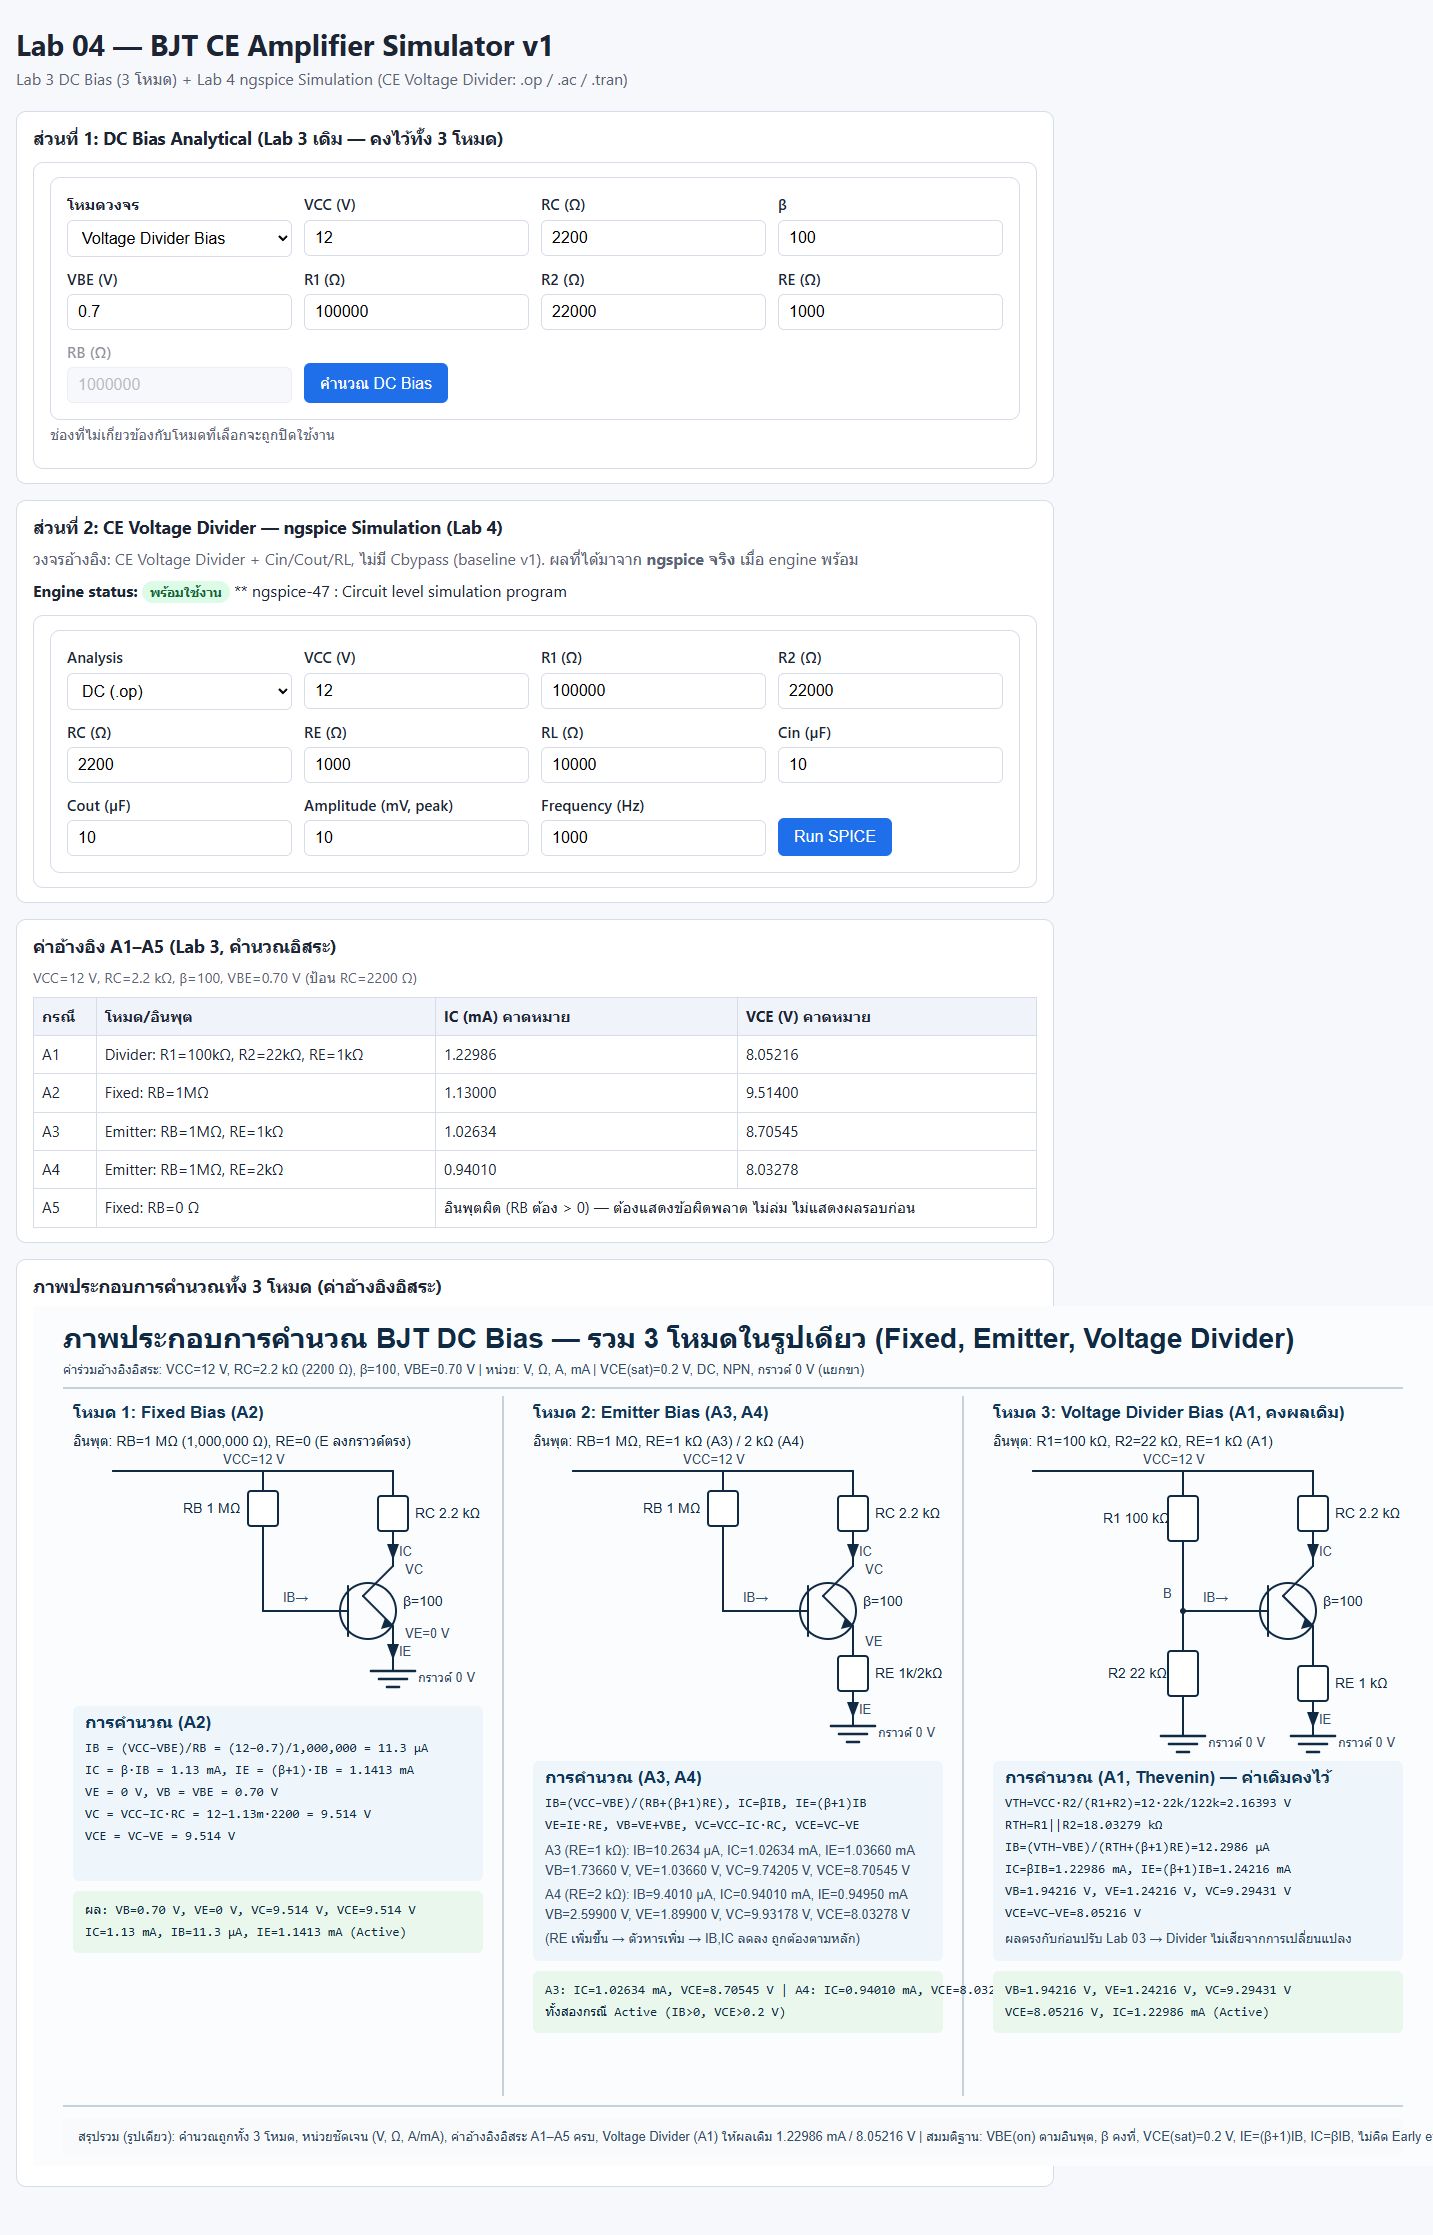 Lab 04 — BJT CE Amplifier Simulator v1
Lab 3 DC Bias (3 โหมด) + Lab 4 ngspice Simulation (CE Voltage Divider: .op / .ac / .tran)
ส่วนที่ 1: DC Bias Analytical (Lab 3 เดิม — คงไว้ทั้ง 3 โหมด)
โหมดวงจร VCC (V) RC (Ω) β
Voltage Divider Bias 12 2200 100
VBE (V) R1 (Ω) R2 (Ω) RE (Ω)
0.7 100000 22000 1000
RB (Ω)
1000000 คำนวณ DC Bias
ช่องที่ไม่เกี่ยวข้องกับโหมดที่เลือกจะถูกปิดใช้งาน
ส่วนที่ 2: CE Voltage Divider — ngspice Simulation (Lab 4)
วงจรอ้างอิง: CE Voltage Divider + Cin/Cout/RL, ไม่มี Cbypass (baseline v1). ผลที่ได้มาจาก ngspice จริง เมื่อ engine พร้อม
Engine status: พร้อมใช้งาน ** ngspice-47 : Circuit level simulation program
Analysis VCC (V) R1 (Ω) R2 (Ω)
DC (.op) 12 100000 22000
RC (Ω) RE (Ω) RL (Ω) Cin (µF)
2200 1000 10000 10
Cout (µF) Amplitude (mV, peak) Frequency (Hz)
10 10 1000 Run SPICE
ค่าอ้างอิง A1–A5 (Lab 3, คำนวณอิสระ)
VCC=12 V, RC=2.2 kΩ, β=100, VBE=0.70 V (ป้อน RC=2200 Ω)
กรณี โหมด/อินพุต IC (mA) คาดหมาย VCE (V) คาดหมาย
A1 Divider: R1=100kΩ, R2=22kΩ, RE=1kΩ 1.22986 8.05216
A2 Fixed: RB=1MΩ 1.13000 9.51400
A3 Emitter: RB=1MΩ, RE=1kΩ 1.02634 8.70545
A4 Emitter: RB=1MΩ, RE=2kΩ 0.94010 8.03278
A5 Fixed: RB=0 Ω อินพุตผิด (RB ต้อง > 0) — ต้องแสดงข้อผิดพลาด ไม่ล่ม ไม่แสดงผลรอบก่อน
ภาพประกอบการคำนวณทั้ง 3 โหมด (ค่าอ้างอิงอิสระ)
ภาพประกอบการคำนวณ BJT DC Bias — รวม 3 โหมดในรูปเดียว (Fixed, Emitter, Voltage Divider)
ค่าร่วมอ้างอิงอิสระ: VCC=12 V, RC=2.2 kΩ (2200 Ω), β=100, VBE=0.70 V | หน่วย: V, Ω, A, mA | VCE(sat)=0.2 V, DC, NPN, กราวด์ 0 V (แยกขา)
โหมด 1: Fixed Bias (A2)
อินพุต: RB=1 MΩ (1,000,000 Ω), RE=0 (E ลงกราวด์ตรง)
VCC=12 V
RB 1 MΩ
RC 2.2 kΩ
IC
VC
IB→
β=100
VE=0 V
IE
กราวด์ 0 V
การคำนวณ (A2)
IB = (VCC−VBE)/RB = (12−0.7)/1,000,000 = 11.3 µA
IC = β·IB = 1.13 mA, IE = (β+1)·IB = 1.1413 mA
VE = 0 V, VB = VBE = 0.70 V
VC = VCC−IC·RC = 12−1.13m·2200 = 9.514 V
VCE = VC−VE = 9.514 V
ผล: VB=0.70 V, VE=0 V, VC=9.514 V, VCE=9.514 V
IC=1.13 mA, IB=11.3 µA, IE=1.1413 mA (Active)
โหมด 2: Emitter Bias (A3, A4)
อินพุต: RB=1 MΩ, RE=1 kΩ (A3) / 2 kΩ (A4)
VCC=12 V
RB 1 MΩ
RC 2.2 kΩ
IC
VC
IB→
β=100
VE
RE 1k/2kΩ
IE
กราวด์ 0 V
การคำนวณ (A3, A4)
IB=(VCC−VBE)/(RB+(β+1)RE), IC=βIB, IE=(β+1)IB
VE=IE·RE, VB=VE+VBE, VC=VCC−IC·RC, VCE=VC−VE
A3 (RE=1 kΩ): IB=10.2634 µA, IC=1.02634 mA, IE=1.03660 mA
VB=1.73660 V, VE=1.03660 V, VC=9.74205 V, VCE=8.70545 V
A4 (RE=2 kΩ): IB=9.4010 µA, IC=0.94010 mA, IE=0.94950 mA
VB=2.59900 V, VE=1.89900 V, VC=9.93178 V, VCE=8.03278 V
(RE เพิ่มขึ้น → ตัวหารเพิ่ม → IB,IC ลดลง ถูกต้องตามหลัก)
A3: IC=1.02634 mA, VCE=8.70545 V | A4: IC=0.94010 mA, VCE=8.032
ทั้งสองกรณี Active (IB>0, VCE>0.2 V)
โหมด 3: Voltage Divider Bias (A1, คงผลเดิม)
อินพุต: R1=100 kΩ, R2=22 kΩ, RE=1 kΩ (A1)
VCC=12 V
R1 100 kΩ
RC 2.2 kΩ
IC
B
IB→
β=100
R2 22 kΩ
RE 1 kΩ
IE
กราวด์ 0 V
กราวด์ 0 V
การคำนวณ (A1, Thevenin) — ค่าเดิมคงไว้
VTH=VCC·R2/(R1+R2)=12·22k/122k=2.16393 V
RTH=R1||R2=18.03279 kΩ
IB=(VTH−VBE)/(RTH+(β+1)RE)=12.2986 µA
IC=βIB=1.22986 mA, IE=(β+1)IB=1.24216 mA
VB=1.94216 V, VE=1.24216 V, VC=9.29431 V
VCE=VC−VE=8.05216 V
ผลตรงกับก่อนปรับ Lab 03 → Divider ไม่เสียจากการเปลี่ยนแปลง
VB=1.94216 V, VE=1.24216 V, VC=9.29431 V
VCE=8.05216 V, IC=1.22986 mA (Active)
สรุปรวม (รูปเดียว): คำนวณถูกทั้ง 3 โหมด, หน่วยชัดเจน (V, Ω, A/mA), ค่าอ้างอิงอิสระ A1–A5 ครบ, Voltage Divider (A1) ให้ผลเดิม 1.22986 mA / 8.05216 V | สมมติฐาน: VBE(on) ตามอินพุต, β คงที่, VCE(sat)=0.2 V, IE=(β+1)IB, IC=βIB, ไม่คิด Early